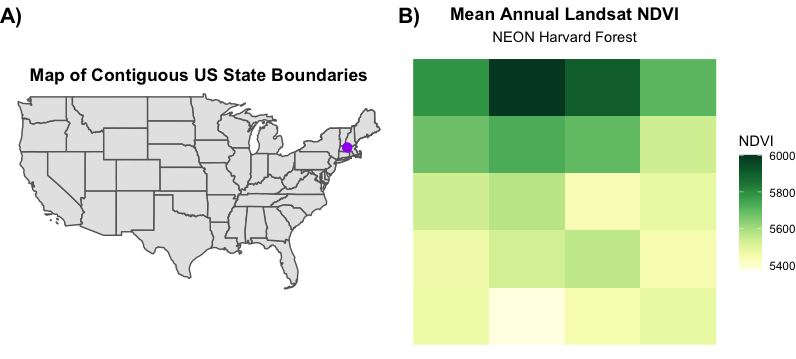 A)
Map of Contiguous US State Boundaries
B)
Mean Annual Landsat NDVI
NEON Harvard Forest
NDVI
6000
5800
5600
5400